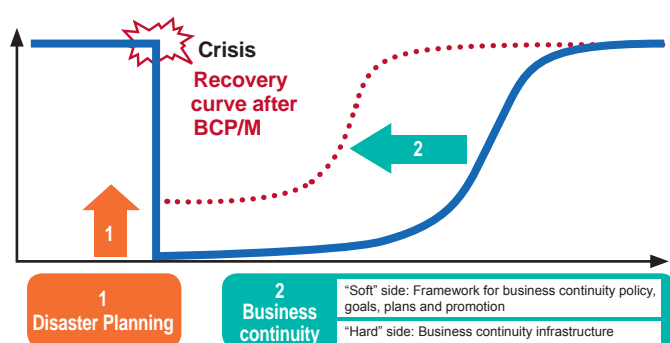 Crisis
Recovery
curve after
BCP/M
2
1
1
Disaster Planning
2
Business
continuity
“Soft” side: Framework for business continuity policy,
goals, plans and promotion
“Hard” side: Business continuity infrastructure